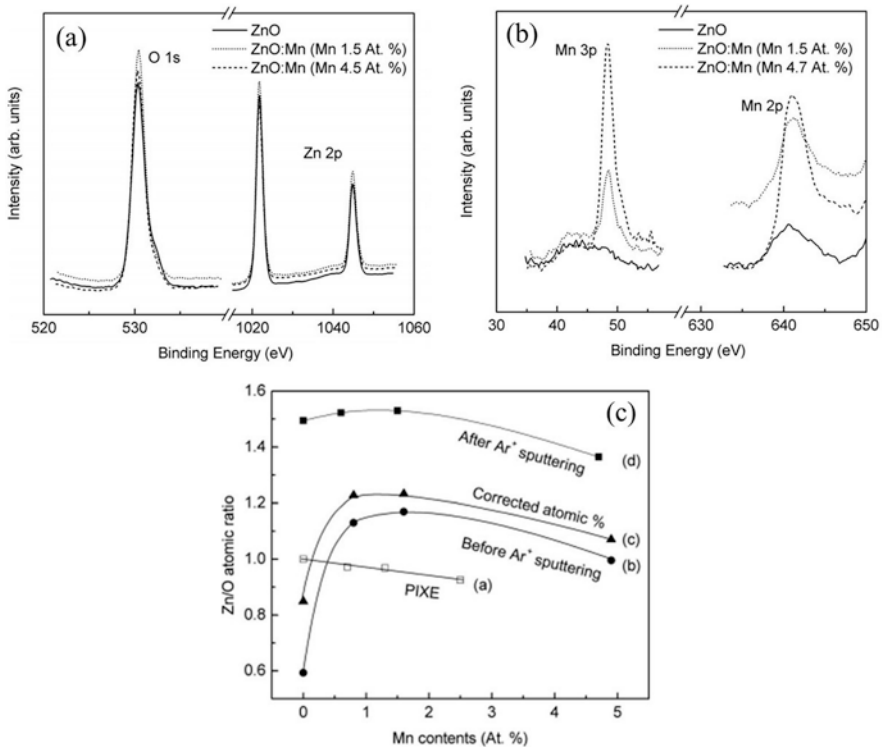 (a)
ZnO
ZnO:Mn (Mn 1.5 At. %)
ZnO:Mn (Mn 4.5 At. %)
O 1s
Zn 2p
Intensity (arb. units)
520 530 1020 1040 1060
Binding Energy (eV)
(b)
ZnO
ZnO:Mn (Mn 1.5 At. %)
ZnO:Mn (Mn 4.7 At. %)
Mn 3p
Mn 2p
Intensity (arb. units)
30 40 50 630 640 650
Binding Energy (eV)
(c)
1.6
1.4
1.2
1.0
0.8
0.6
Zn/O atomic ratio
After Ar⁺ sputtering
(d)
Corrected atomic %
(c)
Before Ar⁺ sputtering
(b)
PIXE
(a)
0 1 2 3 4 5
Mn contents (At. %)